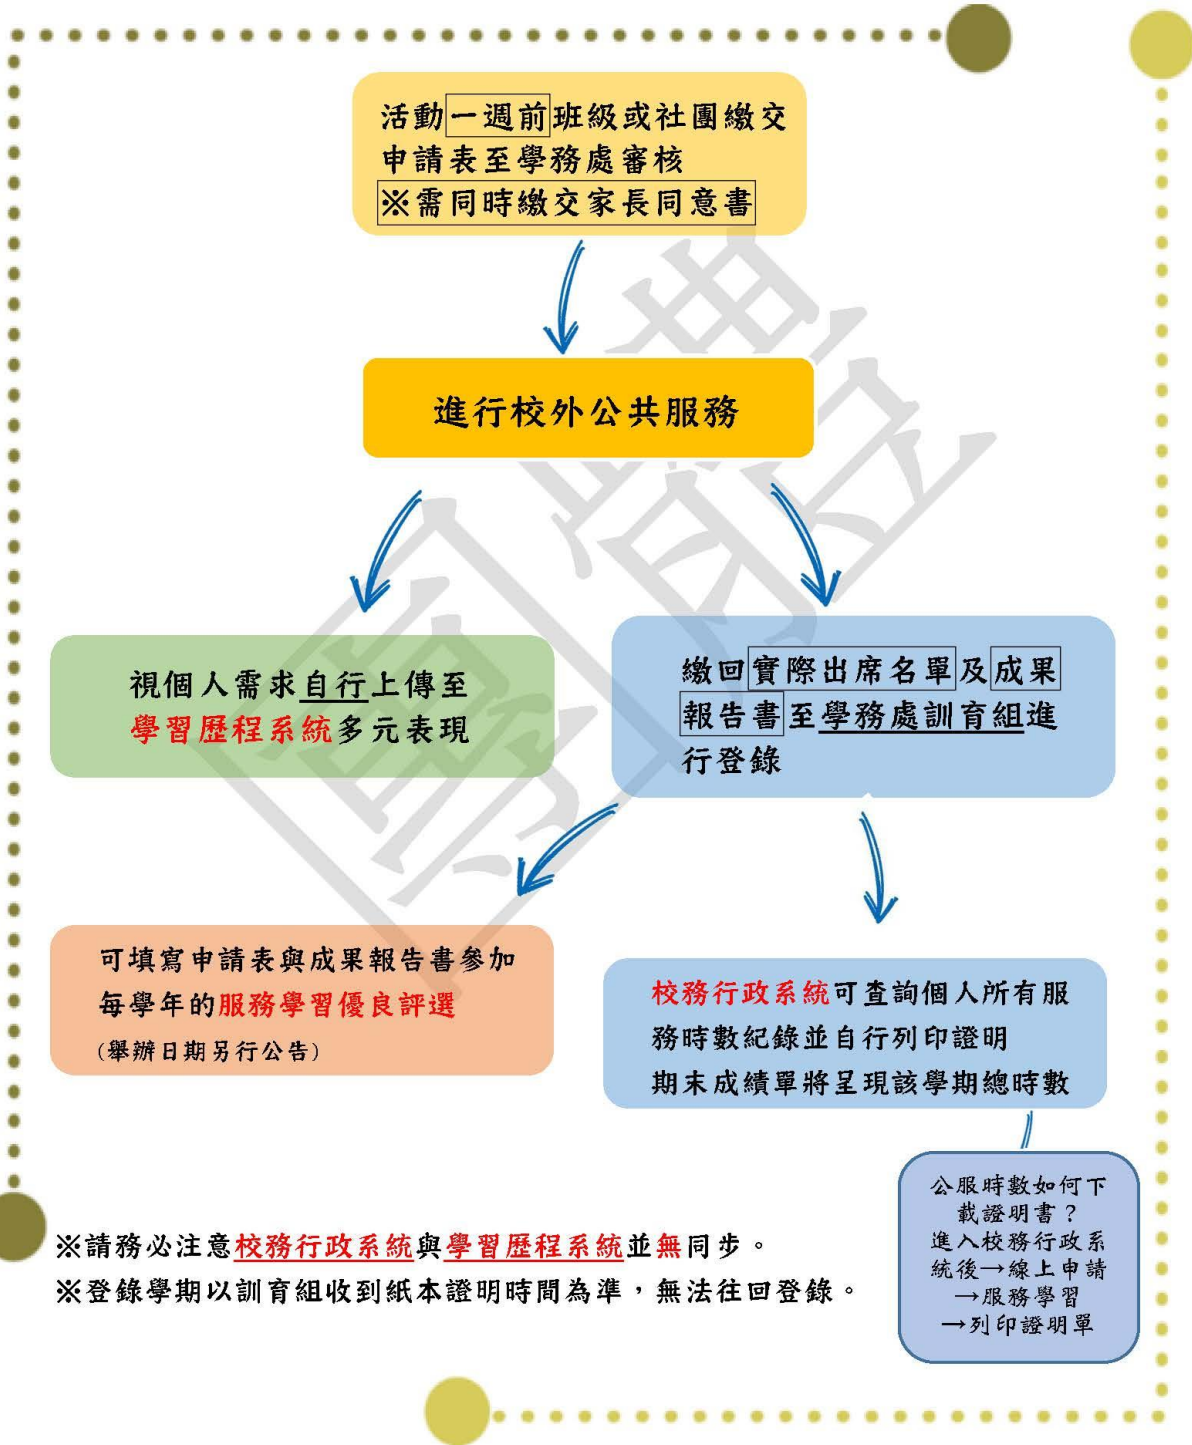 活動一週前班級或社團繳交
申請表至學務處審核
※需同時繳交家長同意書
進行校外公共服務
視個人需求自行上傳至
學習歷程系統多元表現
繳回實際出席名單及成果
報告書至學務處訓育組進
行登錄
可填寫申請表與成果報告書參加
每學年的服務學習優良評選
(舉辦日期另行公告)
校務行政系統可查詢個人所有服
務時數紀錄並自行列印證明
期末成績單將呈現該學期總時數
公服時數如何下
載證明書？
進入校務行政系
統後→線上申請
→服務學習
→列印證明單
※請務必注意校務行政系統與學習歷程系統並無同步。
※登錄學期以訓育組收到紙本證明時間為準，無法往回登錄。
團體